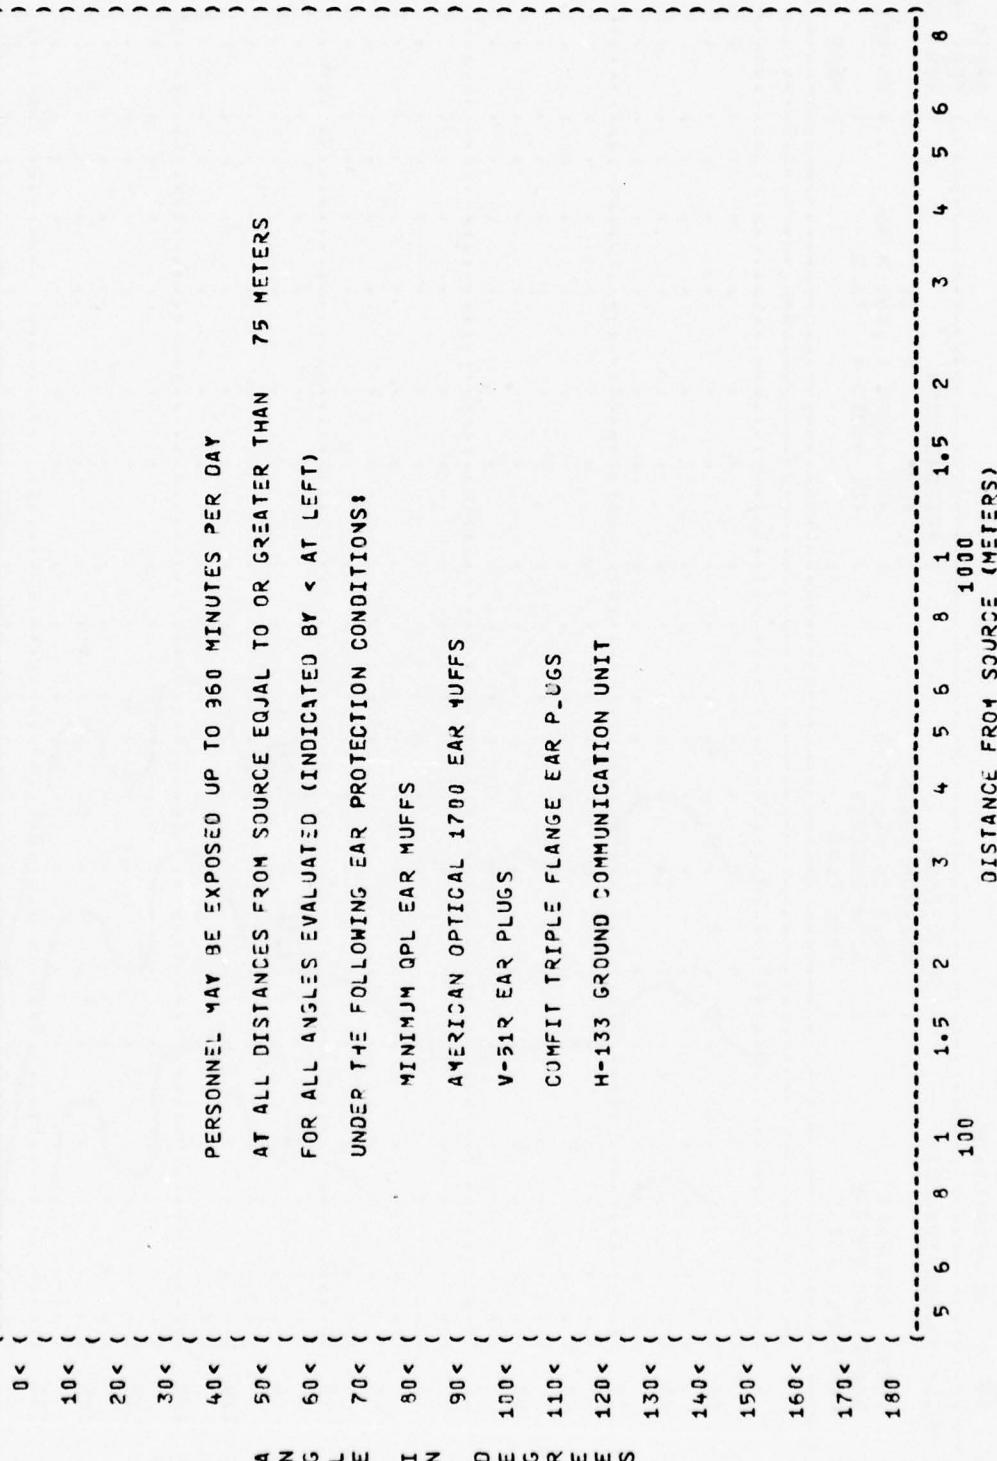 0<
10<
20<
30<
40< PERSONNEL MAY BE EXPOSED UP TO 960 MINUTES PER DAY
A 50< AT ALL DISTANCES FROM SOURCE EQUAL TO OR GREATER THAN 75 METERS
N
G 60< FOR ALL ANGLES EVALUATED (INDICATED BY < AT LEFT)
L
E 70< UNDER THE FOLLOWING EAR PROTECTION CONDITIONS:
I 80< MINIMUM QPL EAR MUFFS
N
90< AMERICAN OPTICAL 1700 EAR MUFFS
D
E 100< V-51R EAR PLUGS
G
R 110< COMFIT TRIPLE FLANGE EAR PLUGS
E
E 120< H-133 GROUND COMMUNICATION UNIT
S
130<
140<
150<
160<
170<
180
5 6 8 1 1.5 2 3 4 5 6 8 1 1.5 2 3 4 5 6 8
100 1000
DISTANCE FROM SOURCE (METERS)